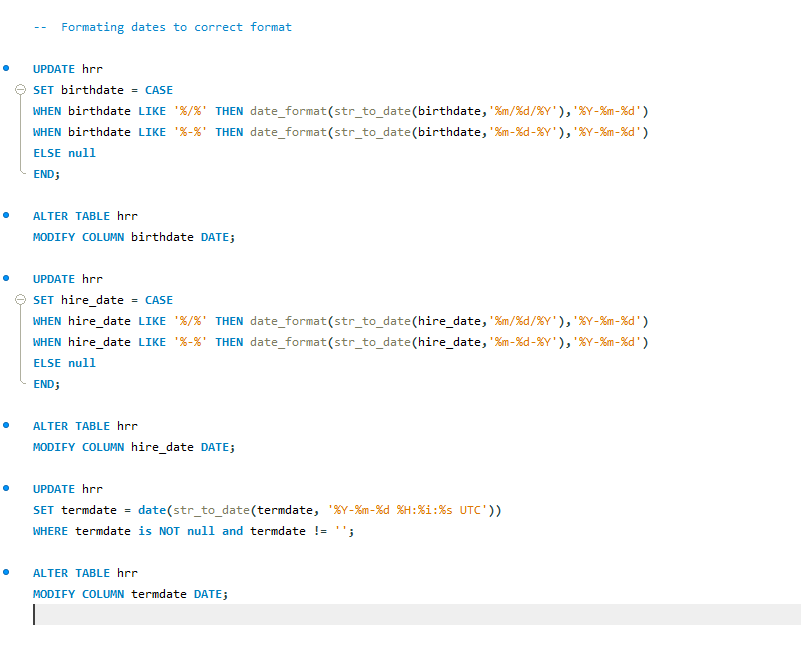 --  Formating dates to correct format
UPDATE hrr
SET birthdate = CASE
WHEN birthdate LIKE '%/%' THEN date_format(str_to_date(birthdate,'%m/%d/%Y'),'%Y-%m-%d')
WHEN birthdate LIKE '%-%' THEN date_format(str_to_date(birthdate,'%m-%d-%Y'),'%Y-%m-%d')
ELSE null
END;
ALTER TABLE hrr
MODIFY COLUMN birthdate DATE;
UPDATE hrr
SET hire_date = CASE
WHEN hire_date LIKE '%/%' THEN date_format(str_to_date(hire_date,'%m/%d/%Y'),'%Y-%m-%d')
WHEN hire_date LIKE '%-%' THEN date_format(str_to_date(hire_date,'%m-%d-%Y'),'%Y-%m-%d')
ELSE null
END;
ALTER TABLE hrr
MODIFY COLUMN hire_date DATE;
UPDATE hrr
SET termdate = date(str_to_date(termdate, '%Y-%m-%d %H:%i:%s UTC'))
WHERE termdate is NOT null and termdate != '';
ALTER TABLE hrr
MODIFY COLUMN termdate DATE;